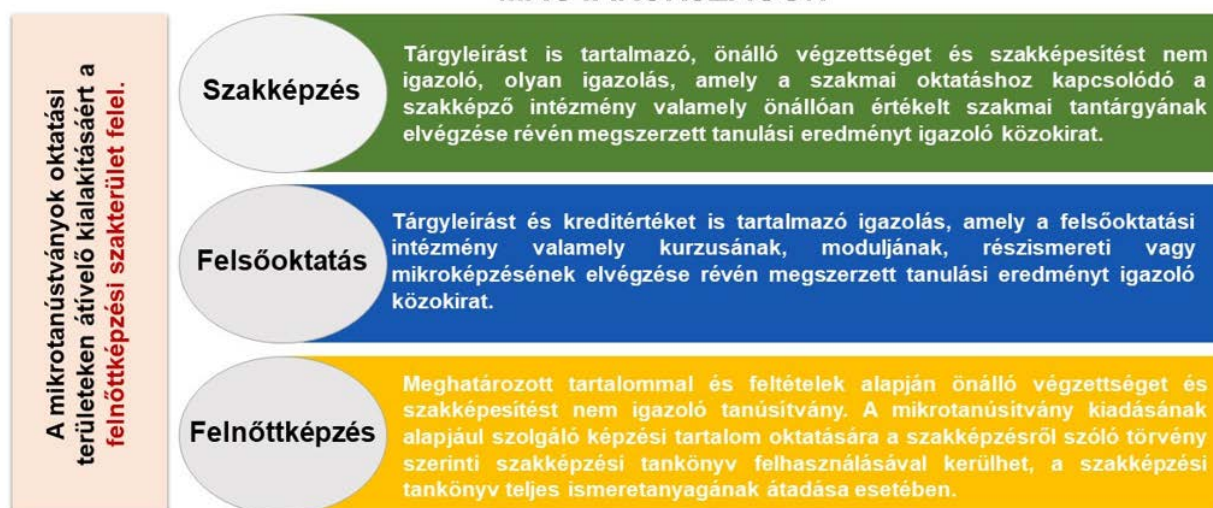 A mikrotanústványok oktatási
területeken átívelő kialakításáért a
felnőttképzési szakterület felel.
Szakképzés
Tárgyleírást is tartalmazó, önálló végzettséget és szakképesítést nem
igazoló, olyan igazolás, amely a szakmai oktatáshoz kapcsolódó a
szakképző intézmény valamely önállóan értékelt szakmai tantárgyának
elvégzése révén megszerzett tanulási eredményt igazoló közokirat.
Felsőoktatás
Tárgyleírást és kreditértéket is tartalmazó igazolás, amely a felsőoktatási
intézmény valamely kurzusának, moduljának, részismereti vagy
mikroképzésének elvégzése révén megszerzett tanulási eredményt igazoló
közokirat.
Felnőttképzés
Meghatározott tartalommal és feltételek alapján önálló végzettséget és
szakképesítést nem igazoló tanúsítvány. A mikrotanúsítvány kiadásának
alapjául szolgáló képzési tartalom oktatására a szakképzésről szóló törvény
szerinti szakképzési tankönyv felhasználásával kerülhet, a szakképzési
tankönyv teljes ismeretanyagának átadása esetében.